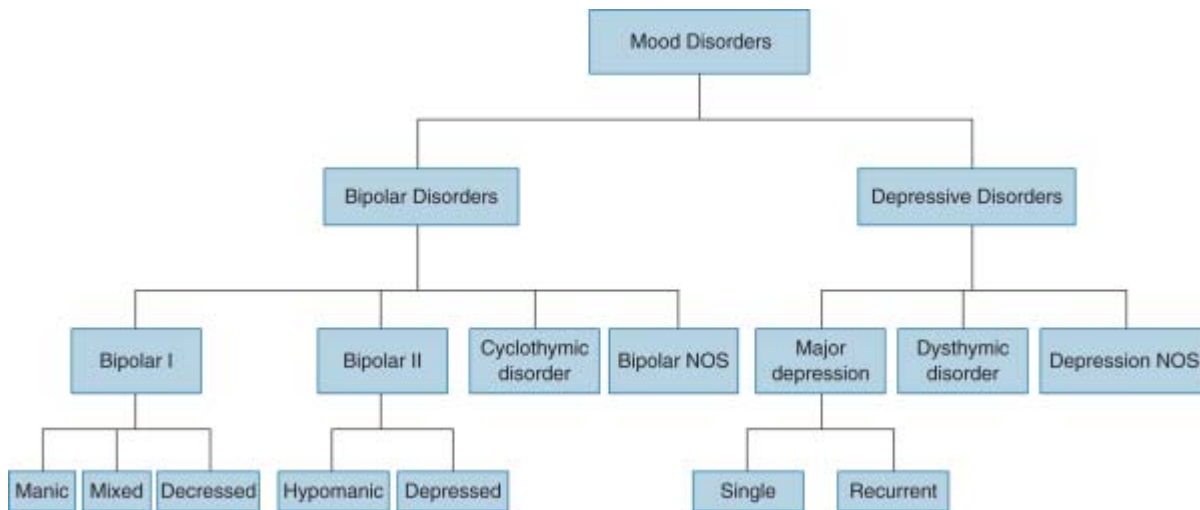 Mood Disorders
Bipolar Disorders
Depressive Disorders
Bipolar I
Bipolar II
Cyclothymic
disorder
Bipolar NOS
Major
depression
Dysthymic
disorder
Depression NOS
Manic
Mixed
Decressed
Hypomanic
Depressed
Single
Recurrent